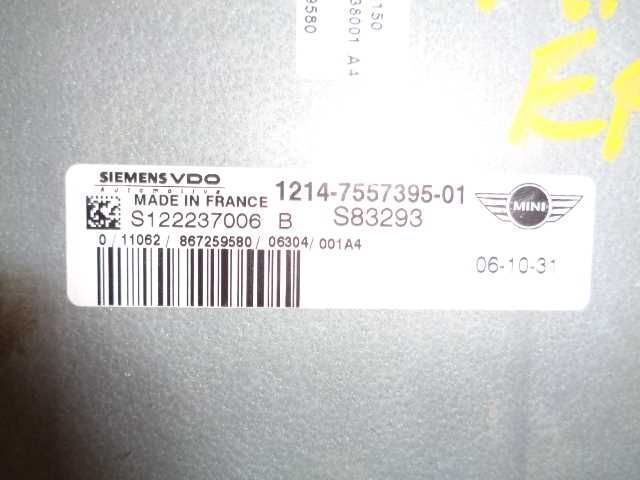 150
38001 A4
9580
SIEMENS VDO
Automotive
MADE IN FRANCE
1214-7557395-01
MINI
S122237006 B
S83293
0/11062/867259580/06304/001A4
06-10-31